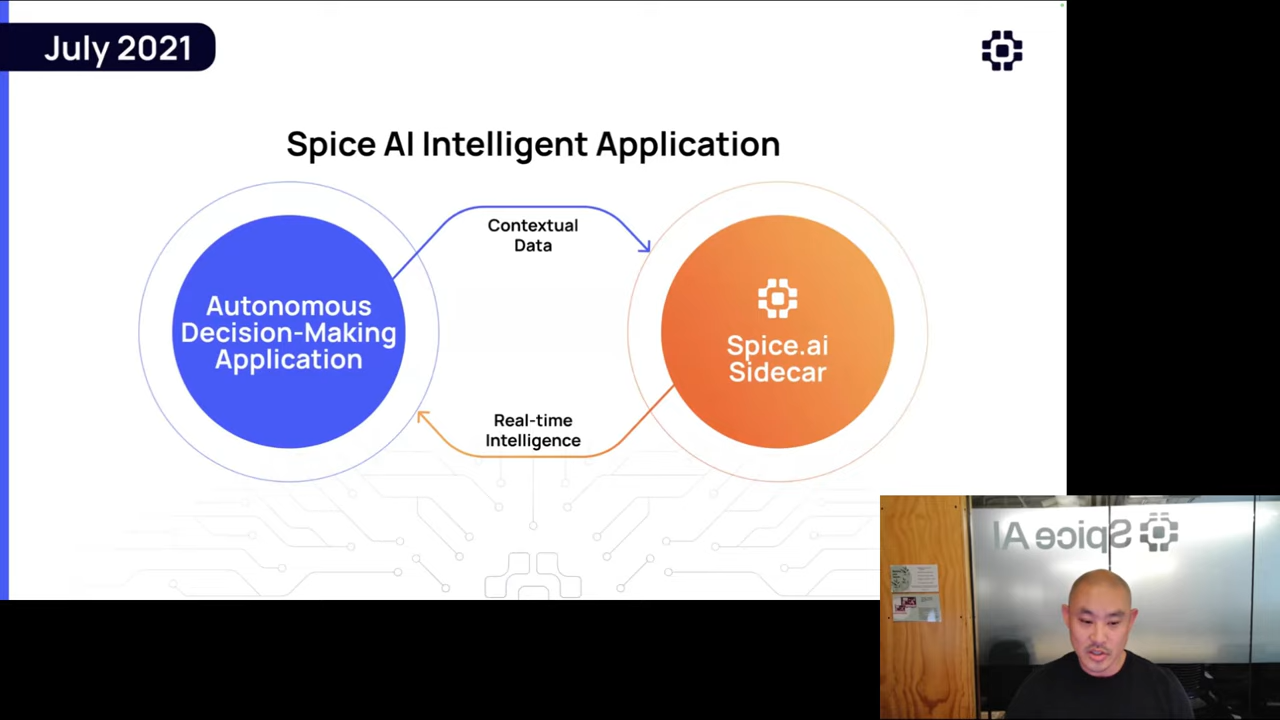 July 2021
Spice AI Intelligent Application
Contextual
Data
Autonomous
Decision-Making
Application
Spice.ai
Sidecar
Real-time
Intelligence
Spice AI